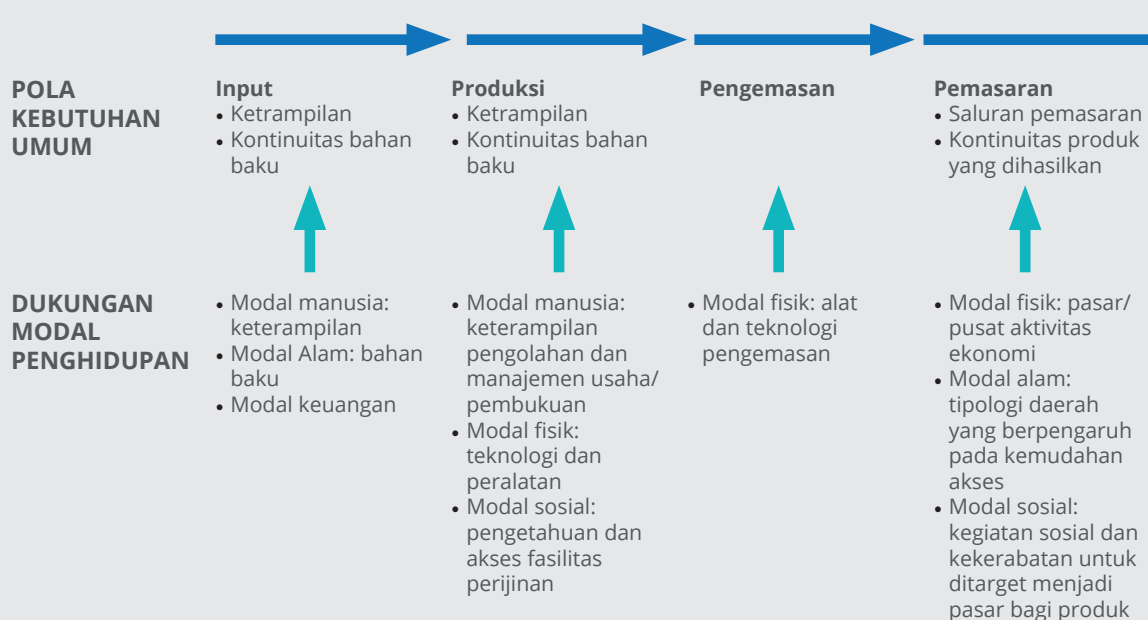 POLA
KEBUTUHAN
UMUM
Input
• Ketrampilan
• Kontinuitas bahan
baku
Produksi
• Ketrampilan
• Kontinuitas bahan
baku
Pengemasan
Pemasaran
• Saluran pemasaran
• Kontinuitas produk
yang dihasilkan
DUKUNGAN
MODAL
PENGHIDUPAN
• Modal manusia:
keterampilan
• Modal Alam: bahan
baku
• Modal keuangan
• Modal manusia:
keterampilan
pengolahan dan
manajemen usaha/
pembukuan
• Modal fisik:
teknologi dan
peralatan
• Modal sosial:
pengetahuan dan
akses fasilitas
perijinan
• Modal fisik: alat
dan teknologi
pengemasan
• Modal fisik: pasar/
pusat aktivitas
ekonomi
• Modal alam:
tipologi daerah
yang berpengaruh
pada kemudahan
akses
• Modal sosial:
kegiatan sosial dan
kekerabatan untuk
ditarget menjadi
pasar bagi produk